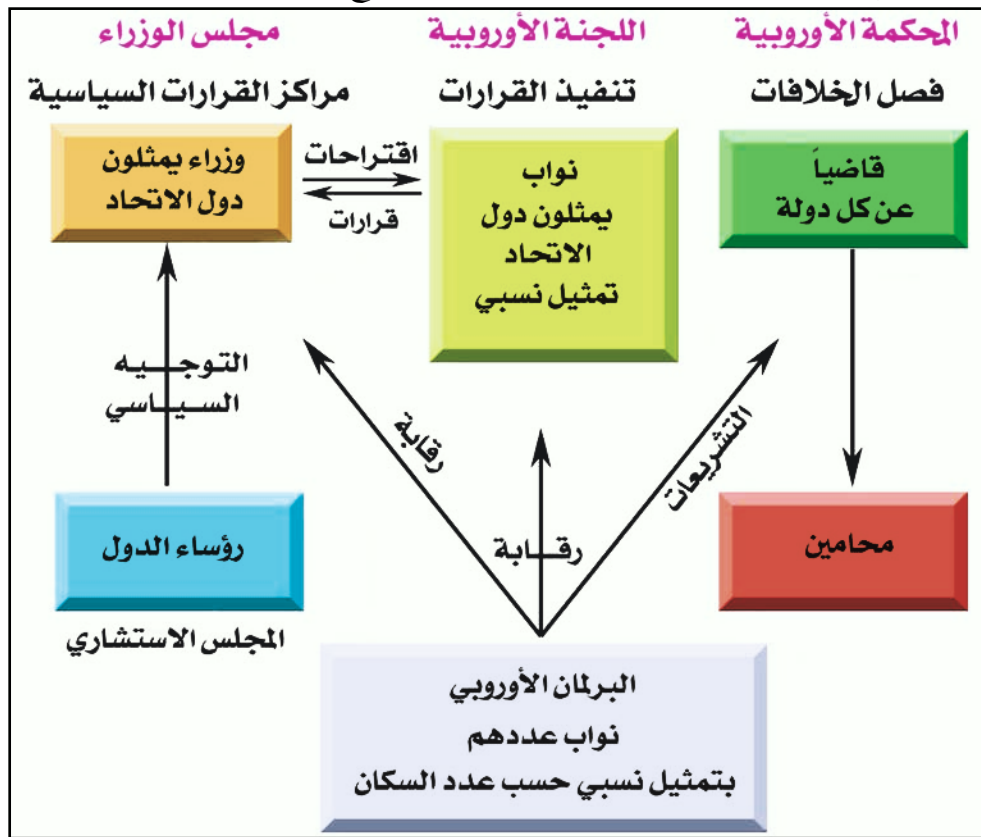 المحكمة الأوروبية
اللجنة الأوروبية
مجلس الوزراء
فصل الخلافات
تنفيذ القرارات
مراكز القرارات السياسية
قاضياً
عن كل دولة
نواب
يمثلون دول
الاتحاد
تمثيل نسبي
اقتراحات
قرارات
وزراء يمثلون
دول الاتحاد
التوجيه
السياسي
رقابة
رقابة
التشريعات
محامين
رؤساء الدول
المجلس الاستشاري
البرلمان الأوروبي
نواب عددهم
بتمثيل نسبي حسب عدد السكان